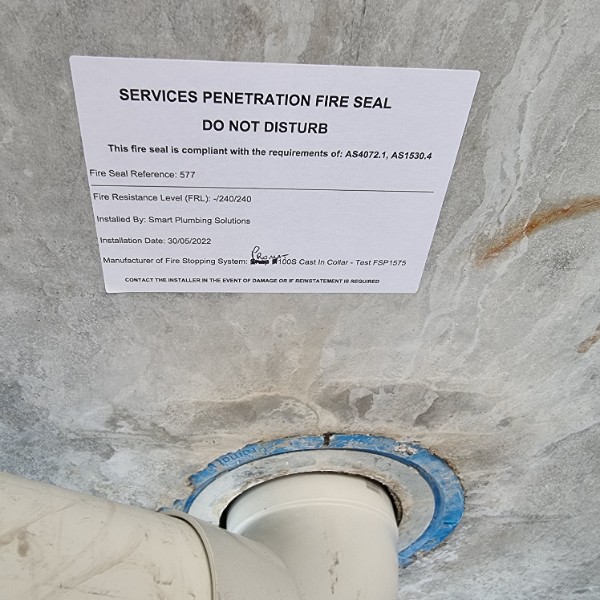 SERVICES PENETRATION FIRE SEAL
DO NOT DISTURB
This fire seal is compliant with the requirements of: AS4072.1, AS1530.4
Fire Seal Reference: 577
Fire Resistance Level (FRL): -/240/240
Installed By: Smart Plumbing Solutions
Installation Date: 30/05/2022
Manufacturer of Fire Stopping System: PROMAT 100S Cast In Collar - Test FSP1575
CONTACT THE INSTALLER IN THE EVENT OF DAMAGE OR IF REINSTATEMENT IS REQUIRED